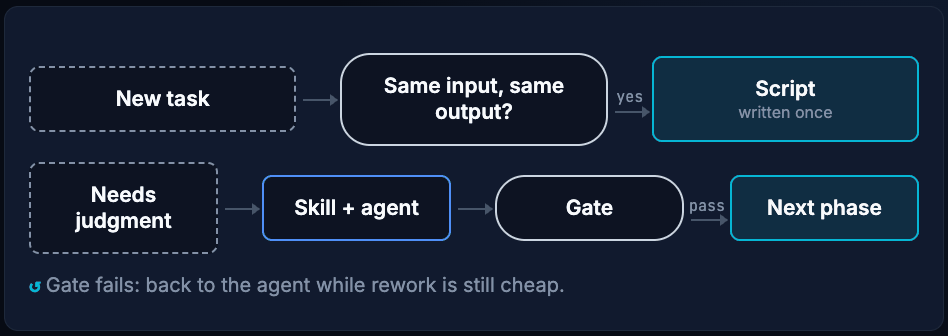 New task
Same input, same
output?
yes
Script
written once
Needs
judgment
Skill + agent
Gate
pass
Next phase
↺ Gate fails: back to the agent while rework is still cheap.